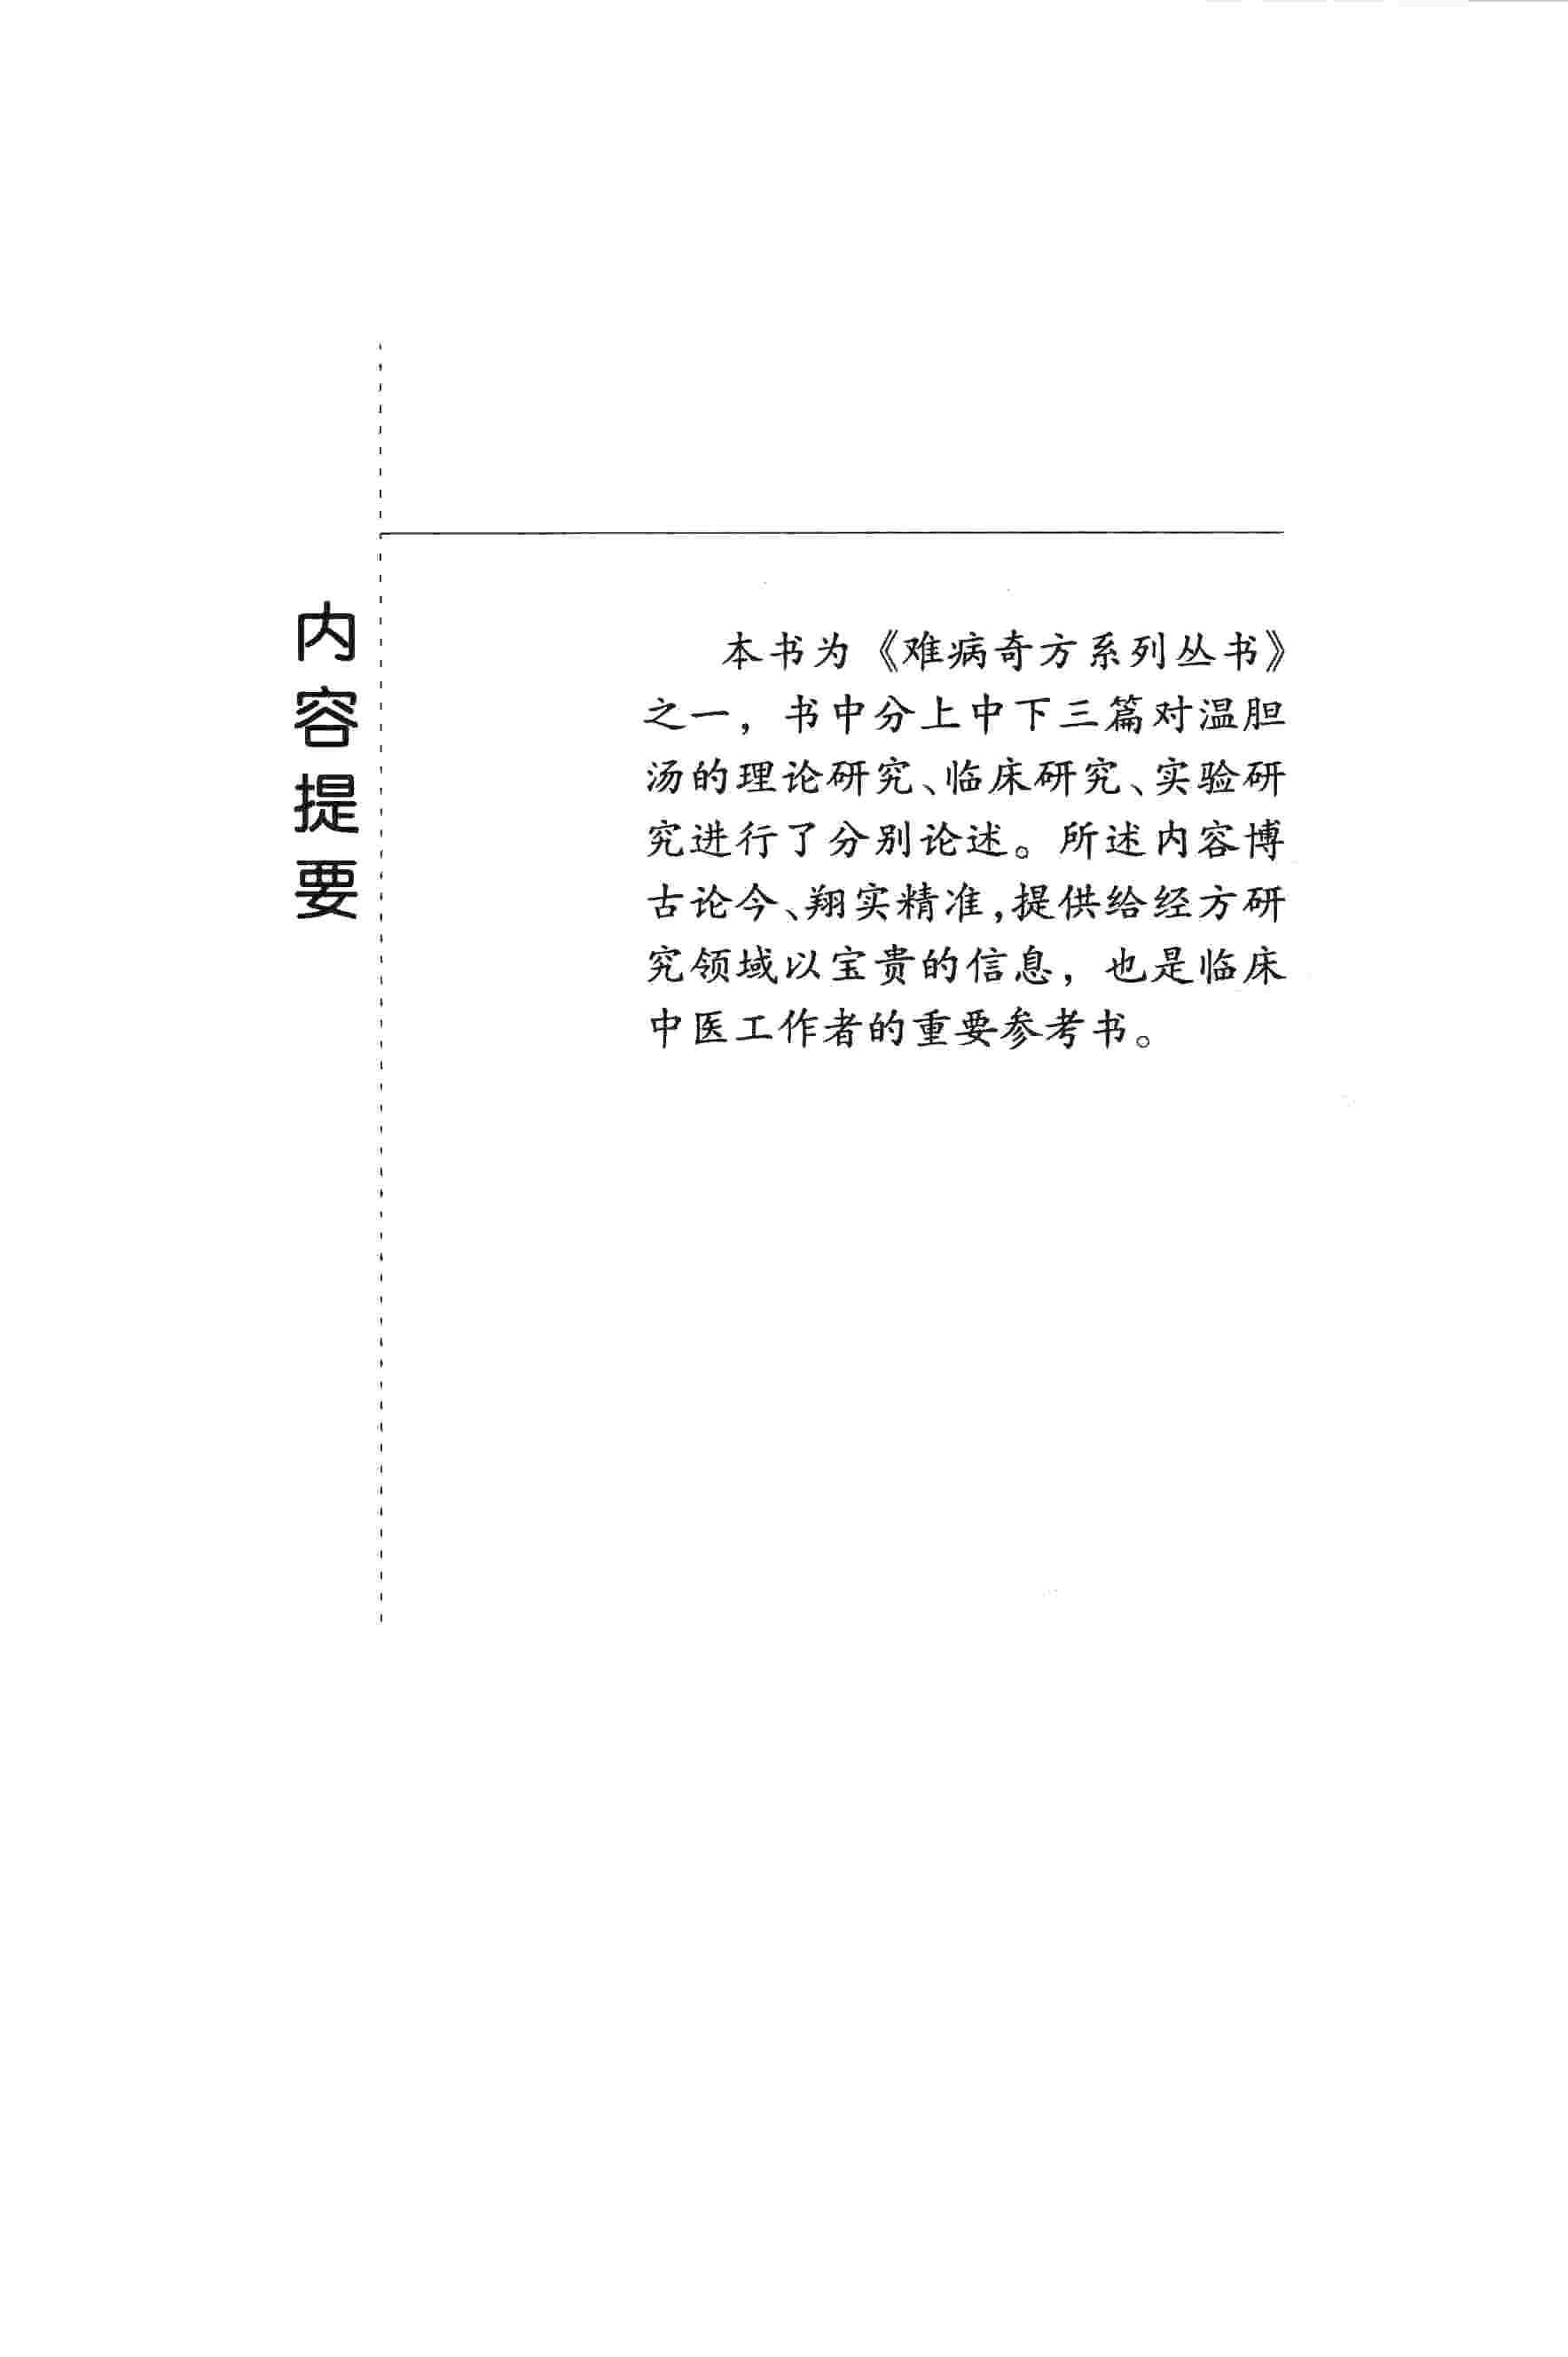 内容提要
本书为《难病奇方系列丛书》
之一，书中分上中下三篇对温胆
汤的理论研究、临床研究、实验研
究进行了分别论述。所述内容博
古论今、翔实精准,提供给经方研
究领域以宝贵的信息，也是临床
中医工作者的重要参考书。